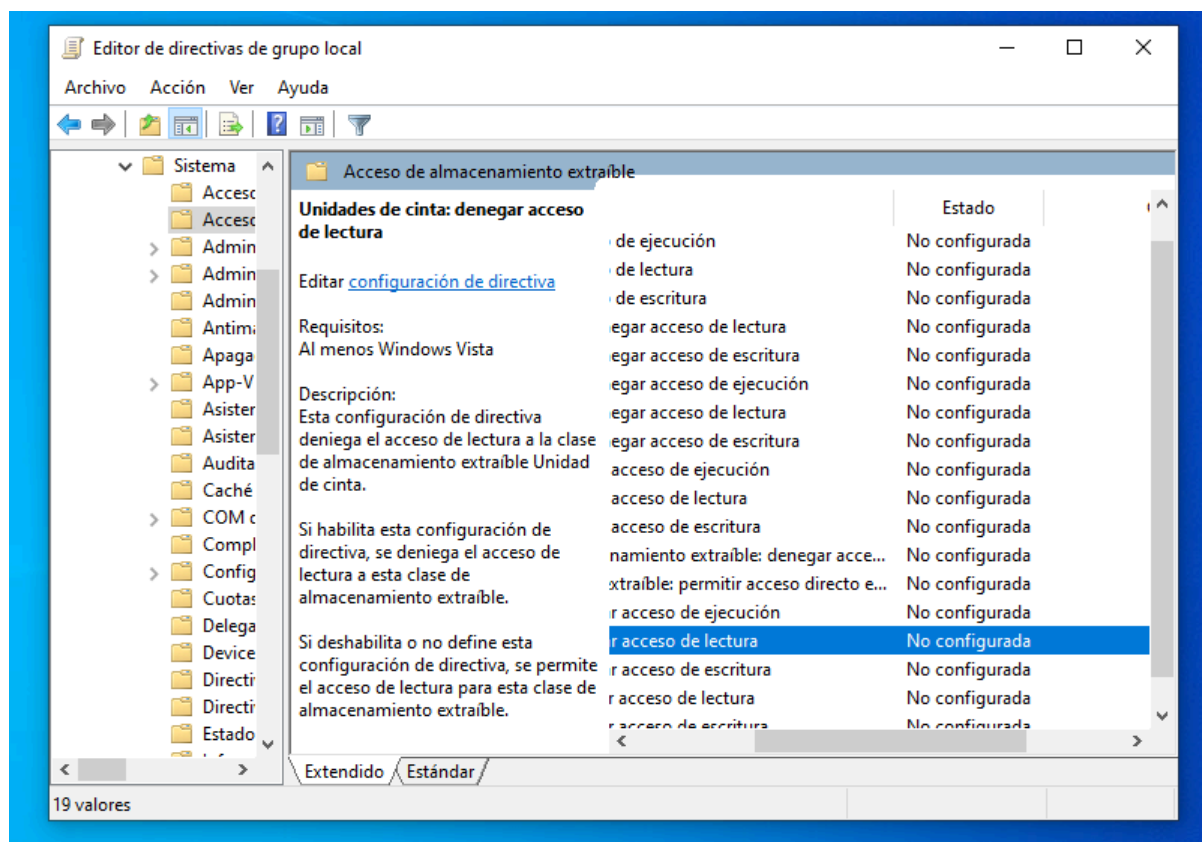 Editor de directivas de grupo local
Archivo Acción Ver Ayuda
Sistema
Acceso
Acceso
Admin
Admin
Admin
Antima
Apaga
App-V
Asister
Asister
Audita
Caché
COM
Compl
Config
Cuotas
Delega
Device
Directi
Directi
Estado
Acceso de almacenamiento extraíble
Unidades de cinta: denegar acceso
de lectura
Editar configuración de directiva
Requisitos:
Al menos Windows Vista
Descripción:
Esta configuración de directiva
deniega el acceso de lectura a la clase
de almacenamiento extraíble Unidad
de cinta.
Si habilita esta configuración de
directiva, se deniega el acceso de
lectura a esta clase de
almacenamiento extraíble.
Si deshabilita o no define esta
configuración de directiva, se permite
el acceso de lectura para esta clase de
almacenamiento extraíble.
Estado
de ejecución No configurada
de lectura No configurada
de escritura No configurada
egar acceso de lectura No configurada
egar acceso de escritura No configurada
egar acceso de ejecución No configurada
egar acceso de lectura No configurada
egar acceso de escritura No configurada
acceso de ejecución No configurada
acceso de lectura No configurada
acceso de escritura No configurada
namiento extraíble: denegar acce... No configurada
extraíble: permitir acceso directo e... No configurada
r acceso de ejecución No configurada
r acceso de lectura No configurada
r acceso de escritura No configurada
r acceso de lectura No configurada
r acceso de escritura No configurada
Extendido Estándar
19 valores